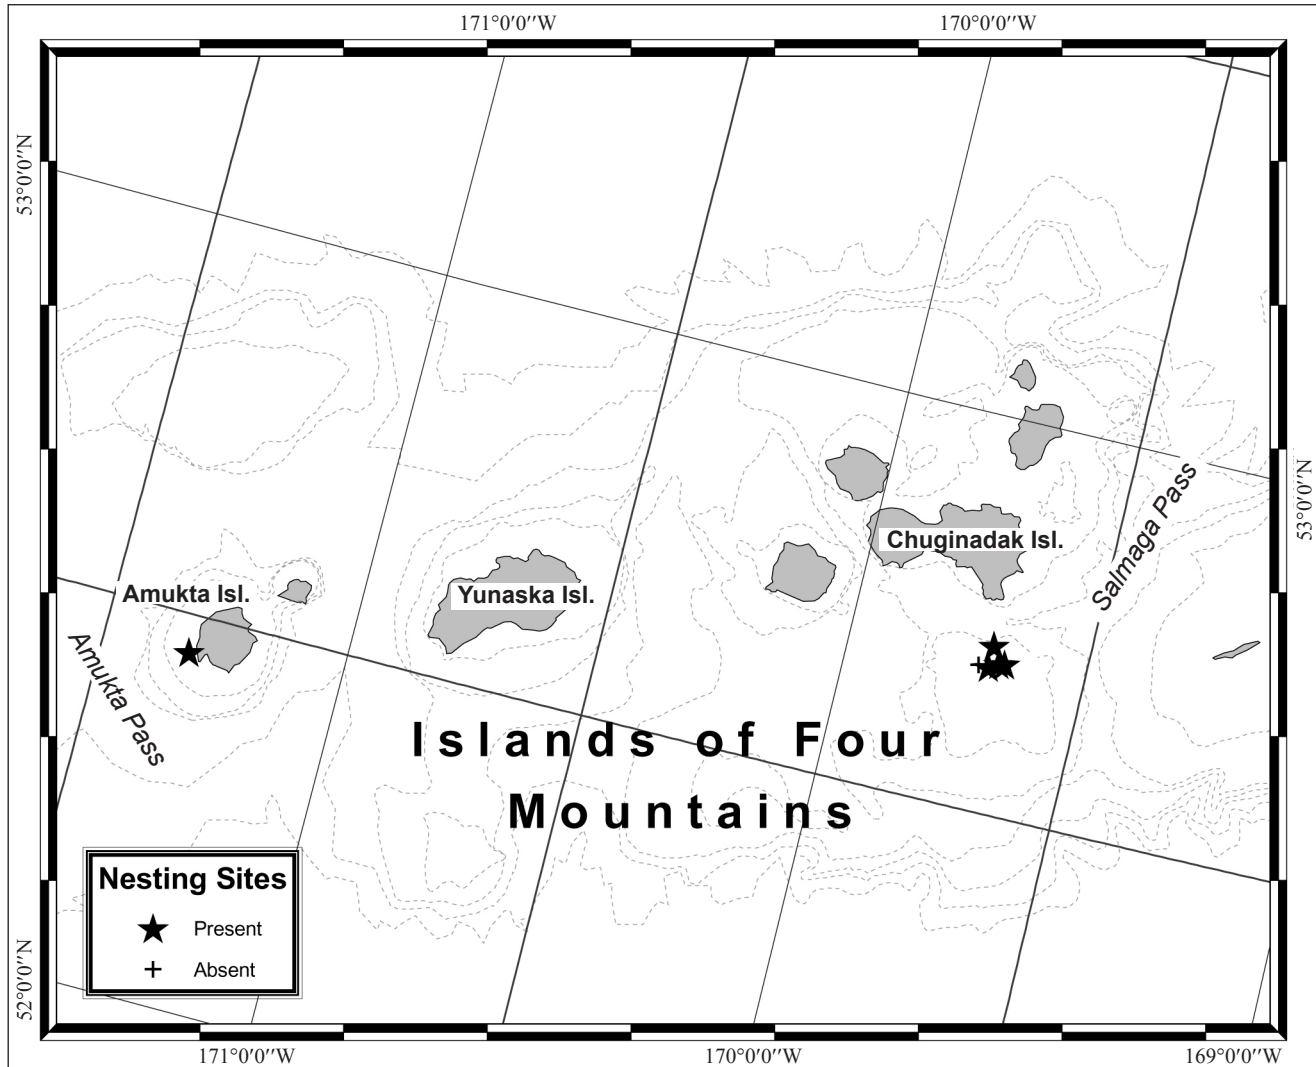 171°0'0"W
170°0'0"W
53°0'0"N
53°0'0"N
Chuginadak Isl.
Amukta Isl.
Yunaska Isl.
Salmaga Pass
Amukta Pass
Islands of Four
Mountains
Nesting Sites
Present
Absent
52°0'0"N
171°0'0"W
170°0'0"W
169°0'0"W